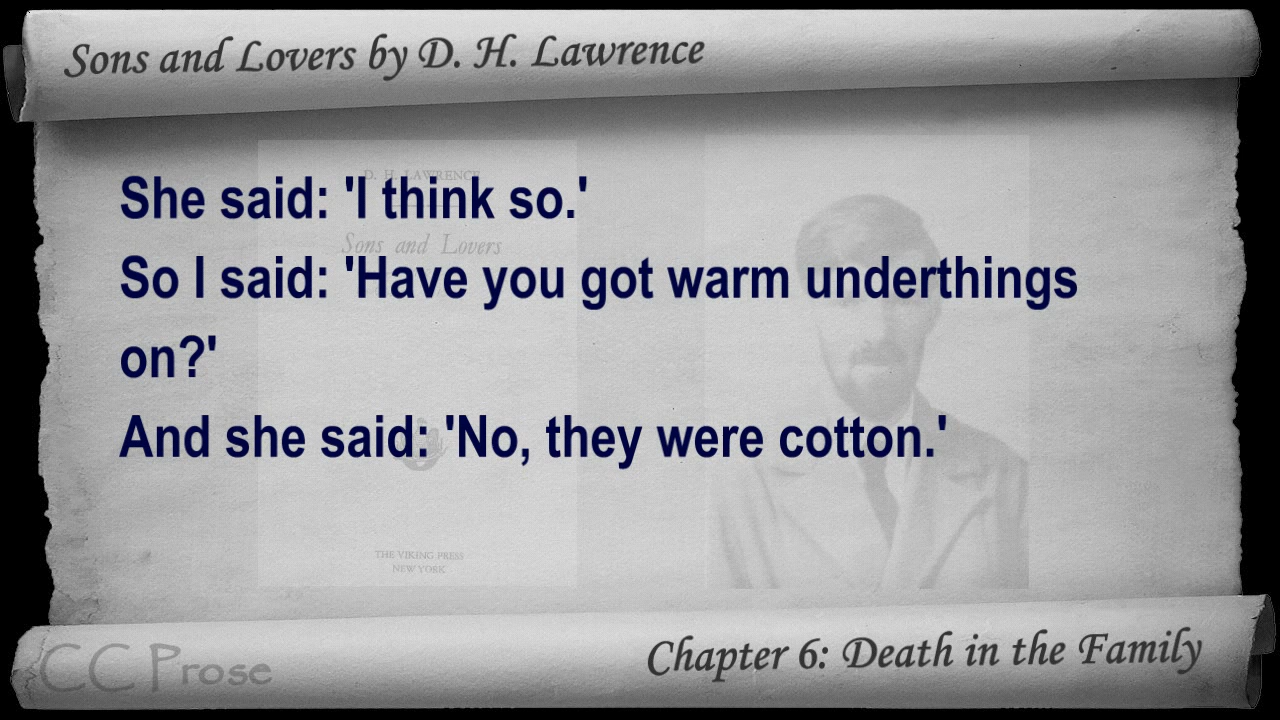 Sons and Lovers by D. H. Lawrence
D. H. LAWRENCE
She said: 'I think so.'
Sons and Lovers
So I said: 'Have you got warm underthings
on?'
And she said: 'No, they were cotton.'
THE VIKING PRESS
NEW YORK
Chapter 6: Death in the Family
CC Prose